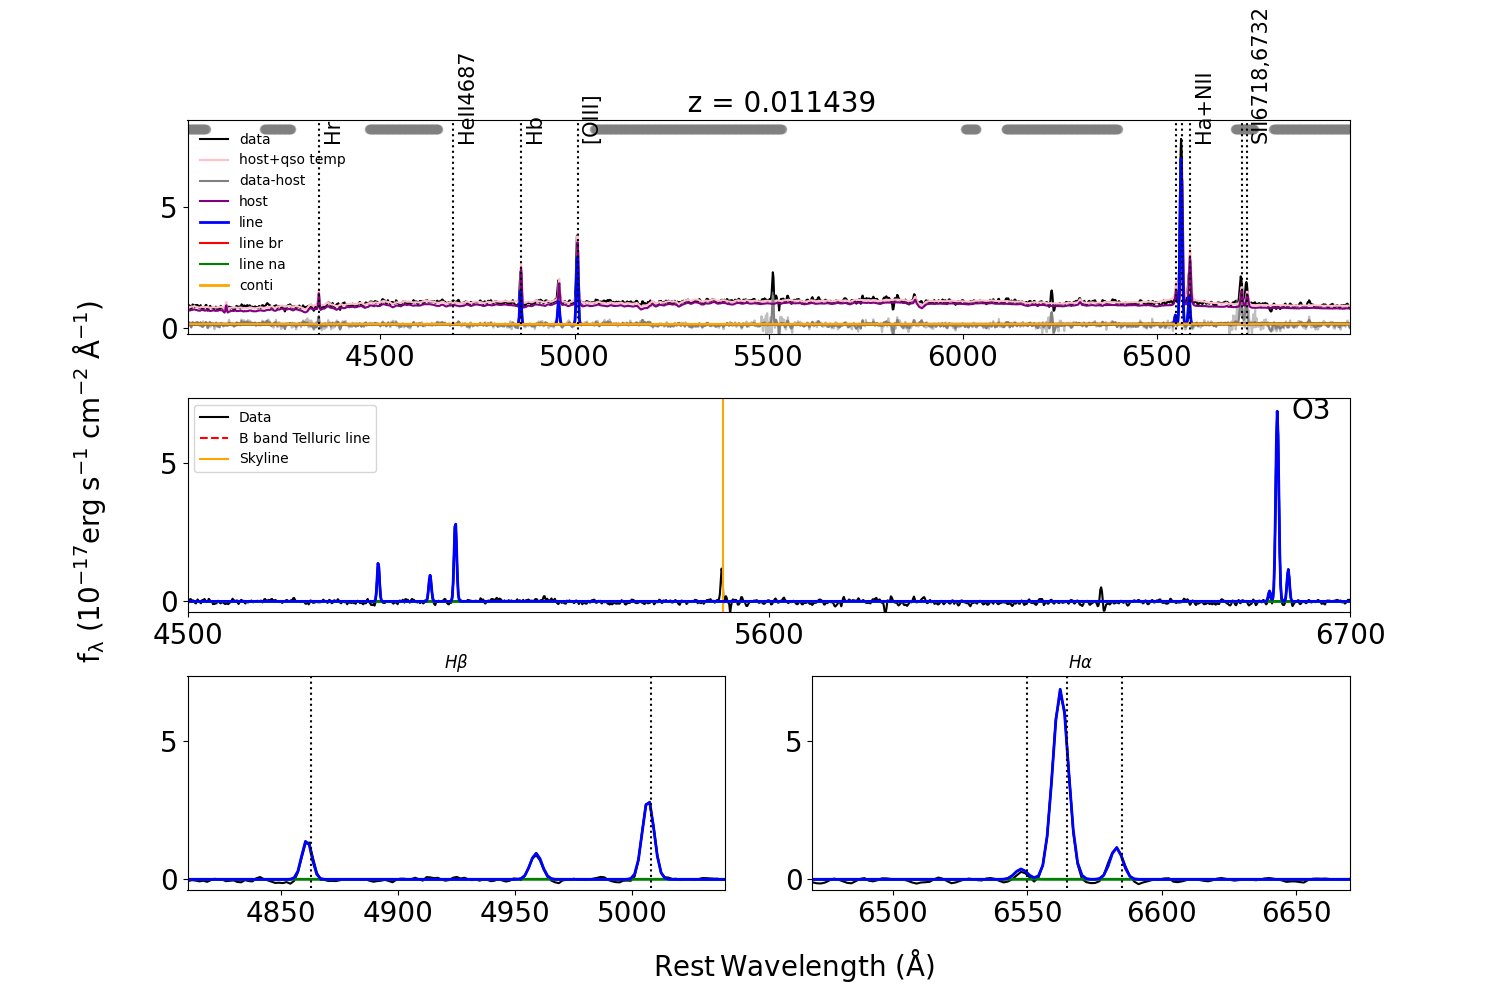 z = 0.011439
Hr
HeII4687
Hb
[OIII]
Ha+NII
SII6718,6732
data
host+qso temp
data-host
host
line
line br
line na
conti
5
0
4500
5000
5500
6000
6500
Data
B band Telluric line
Skyline
O3
5
0
4500
5600
6700
fλ (10⁻¹⁷erg s⁻¹ cm⁻² Å⁻¹)
Hβ
5
0
4850
4900
4950
5000
Hα
5
0
6500
6550
6600
6650
Rest Wavelength (Å)